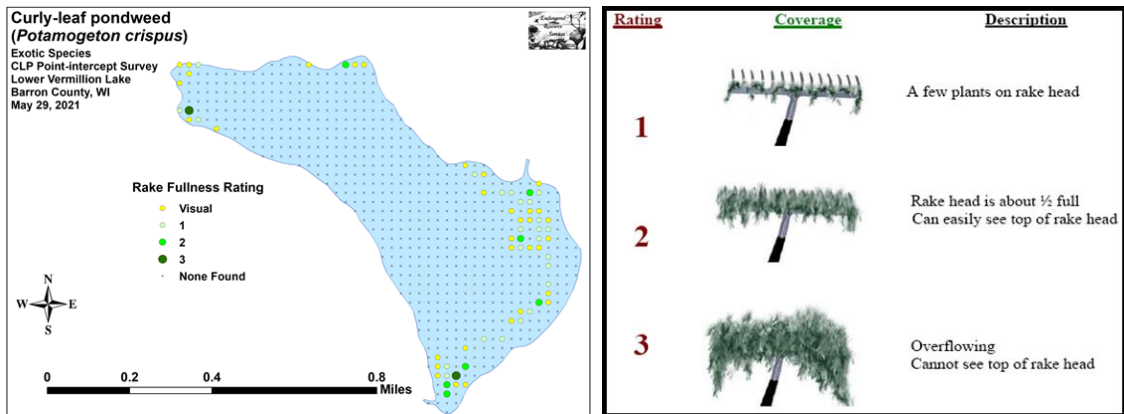 Curly-leaf pondweed
(Potamogeton crispus)
Exotic Species
CLP Point-intercept Survey
Lower Vermillion Lake
Barron County, WI
May 29, 2021
Endangered
Resource
Services
Rake Fullness Rating
Visual
1
2
3
None Found
N
W E
S
0 0.2 0.4 0.8
Miles
Rating Coverage Description
1
A few plants on rake head
2
Rake head is about ½ full
Can easily see top of rake head
3
Overflowing
Cannot see top of rake head